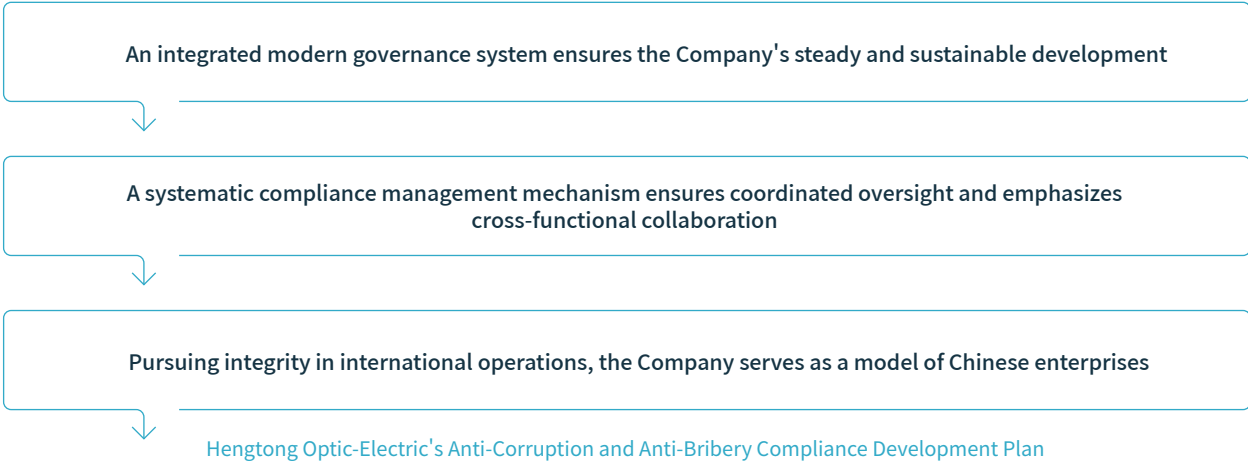 An integrated modern governance system ensures the Company's steady and sustainable development
A systematic compliance management mechanism ensures coordinated oversight and emphasizes
cross-functional collaboration
Pursuing integrity in international operations, the Company serves as a model of Chinese enterprises
Hengtong Optic-Electric's Anti-Corruption and Anti-Bribery Compliance Development Plan